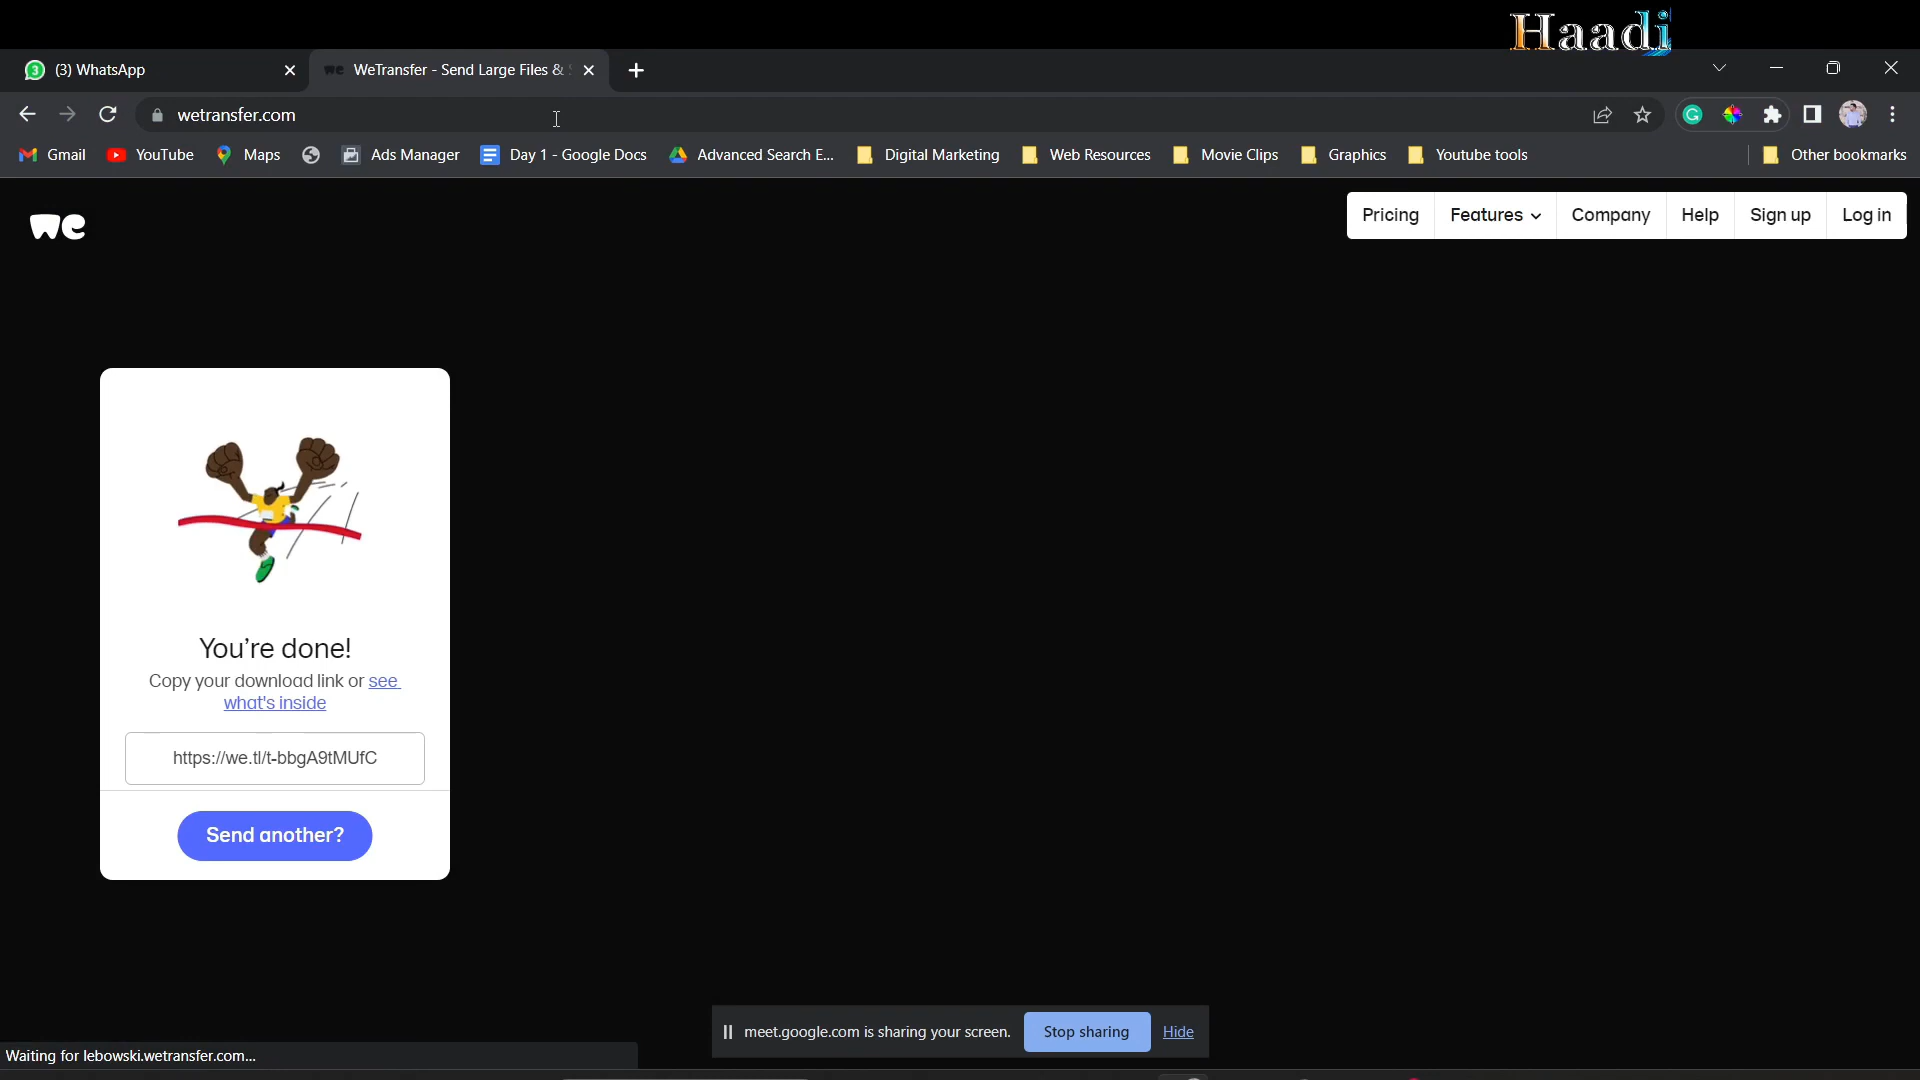 Haadi
3 (3) WhatsApp
we WeTransfer - Send Large Files &
wetransfer.com
Gmail YouTube Maps Ads Manager Day 1 - Google Docs Advanced Search E... Digital Marketing Web Resources Movie Clips Graphics Youtube tools Other bookmarks
we Pricing Features Company Help Sign up Log in
You're done!
Copy your download link or see
what's inside
https://we.tl/t-bbgA9tMUfC
Send another?
meet.google.com is sharing your screen. Stop sharing Hide
Waiting for lebowski.wetransfer.com...